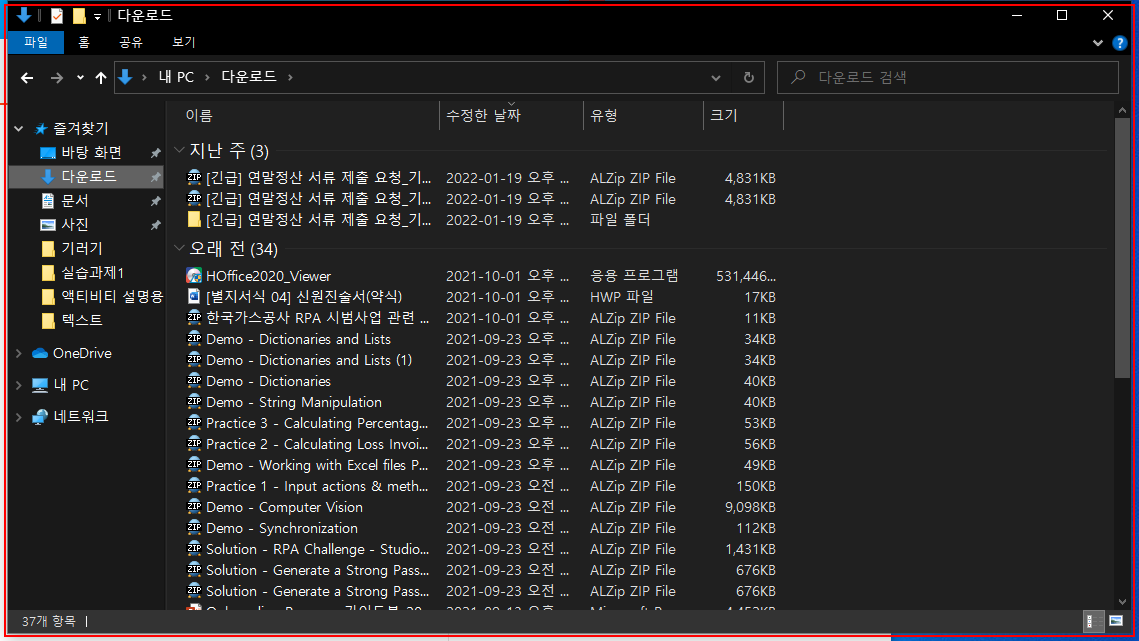 다운로드
파일 홈 공유 보기
내 PC 다운로드 다운로드 검색
이름 수정한 날짜 유형 크기
즐겨찾기
바탕 화면
다운로드
문서
사진
기러기
실습과제1
액티비티 설명용
텍스트
OneDrive
내 PC
네트워크
지난 주 (3)
ZIP [긴급] 연말정산 서류 제출 요청_기... 2022-01-19 오후 ... ALZip ZIP File 4,831KB
ZIP [긴급] 연말정산 서류 제출 요청_기... 2022-01-19 오후 ... ALZip ZIP File 4,831KB
[긴급] 연말정산 서류 제출 요청_기... 2022-01-19 오후 ... 파일 폴더
오래 전 (34)
HOffice2020_Viewer 2021-10-01 오후 ... 응용 프로그램 531,446...
[별지서식 04] 신원진술서(약식) 2021-10-01 오후 ... HWP 파일 17KB
ZIP 한국가스공사 RPA 시범사업 관련 ... 2021-10-01 오후 ... ALZip ZIP File 11KB
ZIP Demo - Dictionaries and Lists 2021-09-23 오후 ... ALZip ZIP File 34KB
ZIP Demo - Dictionaries and Lists (1) 2021-09-23 오후 ... ALZip ZIP File 34KB
ZIP Demo - Dictionaries 2021-09-23 오후 ... ALZip ZIP File 40KB
ZIP Demo - String Manipulation 2021-09-23 오후 ... ALZip ZIP File 40KB
ZIP Practice 3 - Calculating Percentag... 2021-09-23 오후 ... ALZip ZIP File 53KB
ZIP Practice 2 - Calculating Loss Invoi... 2021-09-23 오후 ... ALZip ZIP File 56KB
ZIP Demo - Working with Excel files P... 2021-09-23 오후 ... ALZip ZIP File 49KB
ZIP Practice 1 - Input actions & meth... 2021-09-23 오전 ... ALZip ZIP File 150KB
ZIP Demo - Computer Vision 2021-09-23 오전 ... ALZip ZIP File 9,098KB
ZIP Demo - Synchronization 2021-09-23 오전 ... ALZip ZIP File 112KB
ZIP Solution - RPA Challenge - Studio... 2021-09-23 오전 ... ALZip ZIP File 1,431KB
ZIP Solution - Generate a Strong Pass... 2021-09-23 오전 ... ALZip ZIP File 676KB
ZIP Solution - Generate a Strong Pass... 2021-09-23 오전 ... ALZip ZIP File 676KB
37개 항목